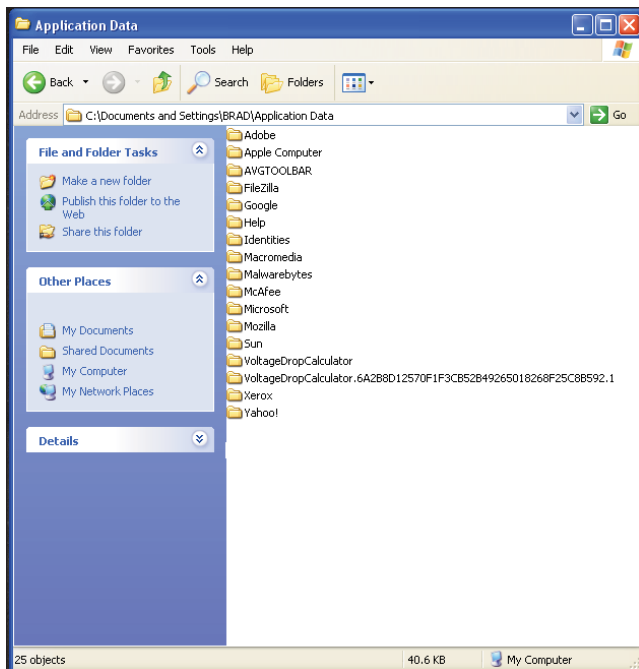 Application Data
File Edit View Favorites Tools Help
Back Search Folders
Address C:\Documents and Settings\BRAD\Application Data Go
File and Folder Tasks
Make a new folder
Publish this folder to the
Web
Share this folder
Other Places
My Documents
Shared Documents
My Computer
My Network Places
Details
Adobe
Apple Computer
AVGTOOLBAR
FileZilla
Google
Help
Identities
Macromedia
Malwarebytes
McAfee
Microsoft
Mozilla
Sun
VoltageDropCalculator
VoltageDropCalculator.6A2B8D12570F1F3CB52B49265018268F25C8B592.1
Xerox
Yahoo!
25 objects 40.6 KB My Computer